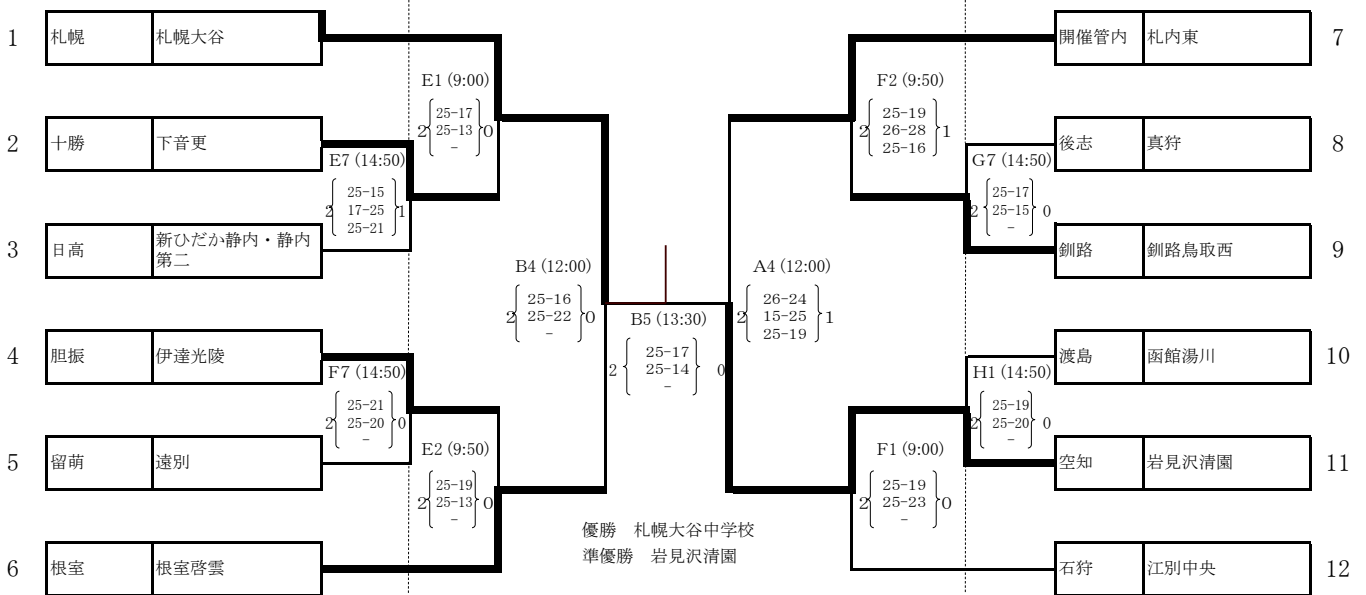 1 札幌 札幌大谷
2 十勝 下音更
3 日高 新ひだか静内・静内
第二
4 胆振 伊達光陵
5 留萌 遠別
6 根室 根室啓雲
E7 (14:50)
2 25-15 1
17-25
25-21
F7 (14:50)
2 25-21 0
25-20
-
E1 (9:00)
2 25-17 0
25-13
-
E2 (9:50)
2 25-19 0
25-13
-
B4 (12:00)
2 25-16 0
25-22
-
B5 (13:30)
2 25-17 0
25-14
-
A4 (12:00)
2 26-24 1
15-25
25-19
F2 (9:50)
2 25-19 1
26-28
25-16
F1 (9:00)
2 25-19 0
25-23
-
G7 (14:50)
2 25-17 0
25-15
-
H1 (14:50)
2 25-19 0
25-20
-
開催管内 札内東 7
後志 真狩 8
釧路 釧路鳥取西 9
渡島 函館湯川 10
空知 岩見沢清園 11
石狩 江別中央 12
優勝 札幌大谷中学校
準優勝 岩見沢清園